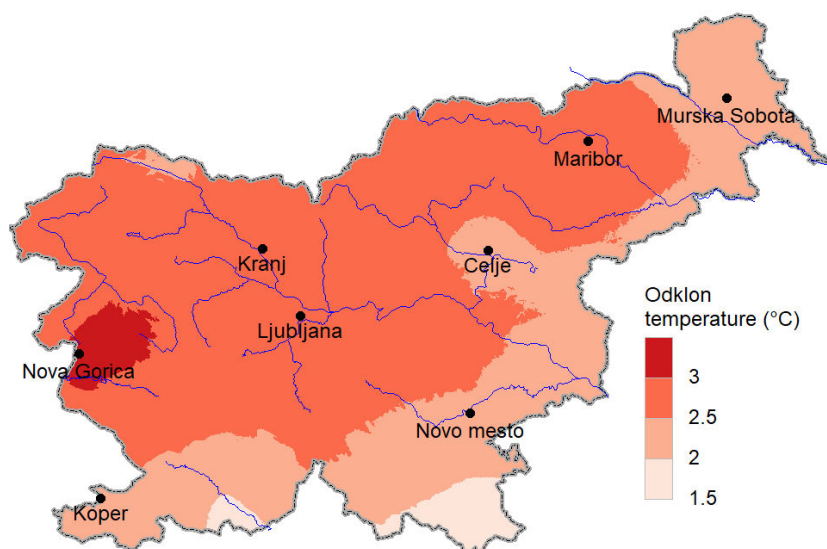 Murska Sobota
Maribor
Kranj
Celje
Ljubljana
Nova Gorica
Novo mesto
Koper
Odklon
temperature (°C)
3
2.5
2
1.5